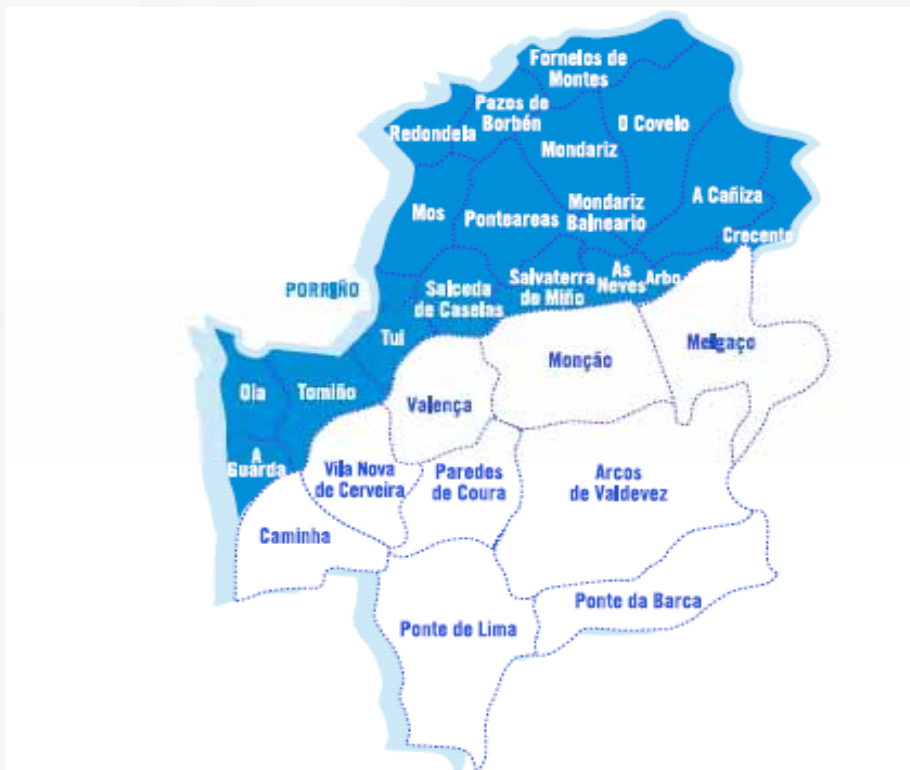 Fornelos de
Montes
Pazos de
Borbén
Redondela
O Covelo
Mondariz
A Cañiza
Mos
Ponteareas
Mondariz
Balneario
Crecente
PORRIÑO
Salceda
de Caselas
Salvaterra
de Miño
As
Neves
Arbo
Tui
Monção
Melgaço
Oia
Tomiño
Valença
A
Guarda
Vila Nova
de Cerveira
Paredes
de Coura
Arcos
de Valdevez
Caminha
Ponte de Lima
Ponte da Barca